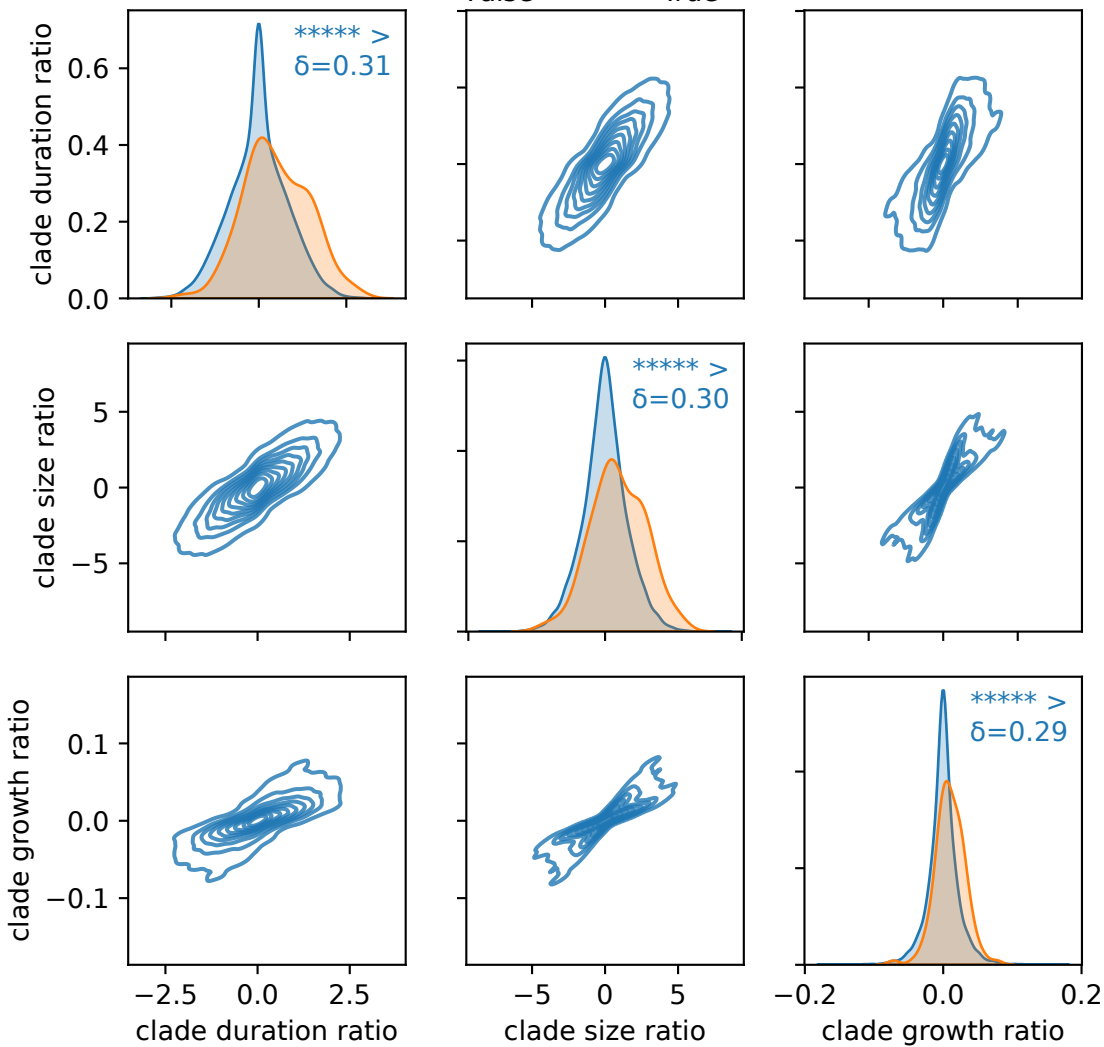 clade duration ratio
0.6
0.4
0.2
0.0
***** >
δ=0.31
clade size ratio
5
0
−5
***** >
δ=0.30
clade growth ratio
0.1
0.0
−0.1
***** >
δ=0.29
−2.5 0.0 2.5
−5 0 5
−0.2 0.0 0.2
clade duration ratio
clade size ratio
clade growth ratio